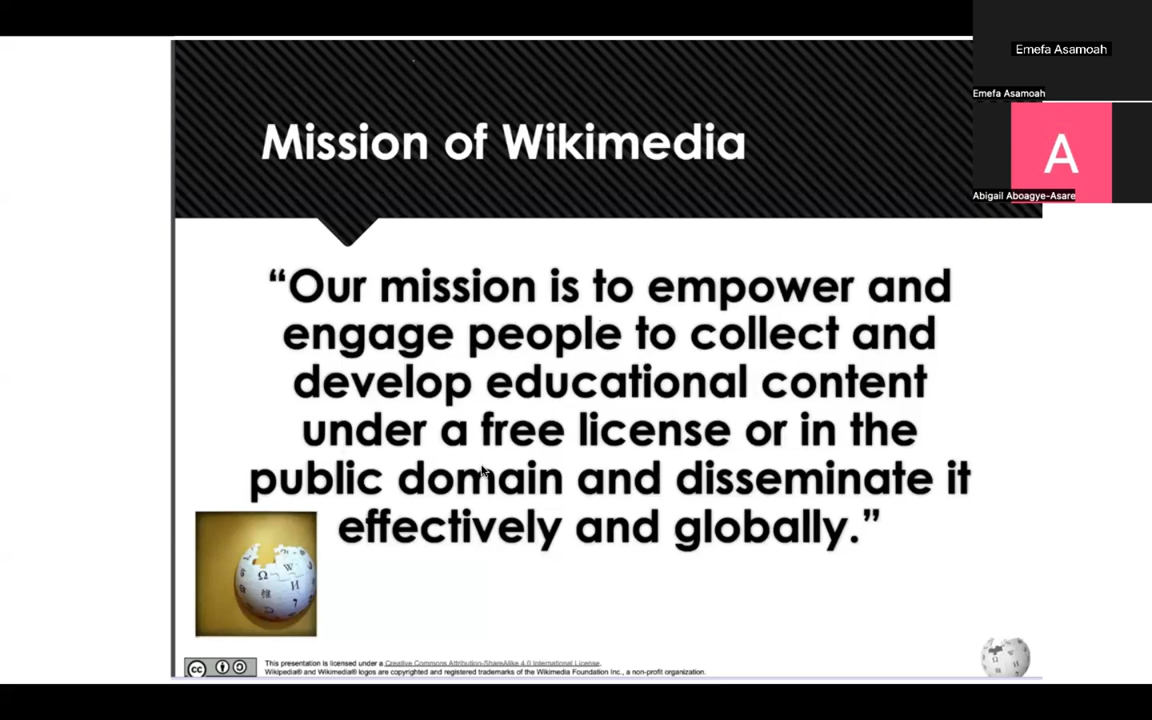 Emefa Asamoah
Emefa Asamoah
A
Abigail Aboagye-Asare
Mission of Wikimedia
“Our mission is to empower and
engage people to collect and
develop educational content
under a free license or in the
public domain and disseminate it
effectively and globally.”
Ω W
维 И
cc
This presentation is licensed under a Creative Commons Attribution-ShareAlike 4.0 International License.
Wikipedia® and Wikimedia® logos are copyrighted and registered trademarks of the Wikimedia Foundation Inc., a non-profit organization.